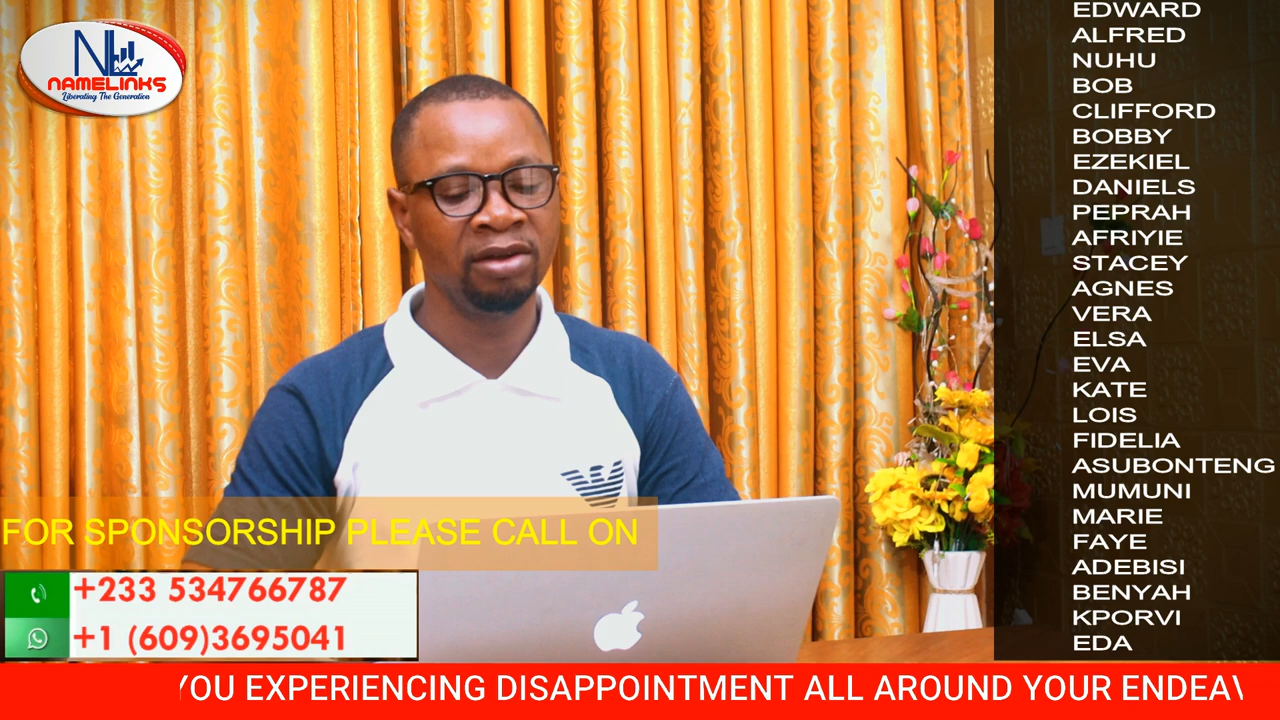 NL
NAMELINKS
Liberating The Generation
EDWARD
ALFRED
NUHU
BOB
CLIFFORD
BOBBY
EZEKIEL
DANIELS
PEPRAH
AFRIYIE
STACEY
AGNES
VERA
ELSA
EVA
KATE
LOIS
FIDELIA
ASUBONTENG
MUMUNI
MARIE
FAYE
ADEBISI
BENYAH
KPORVI
EDA
FOR SPONSORSHIP PLEASE CALL ON
+233 534766787
+1 (609)3695041
YOU EXPERIENCING DISAPPOINTMENT ALL AROUND YOUR ENDEAV